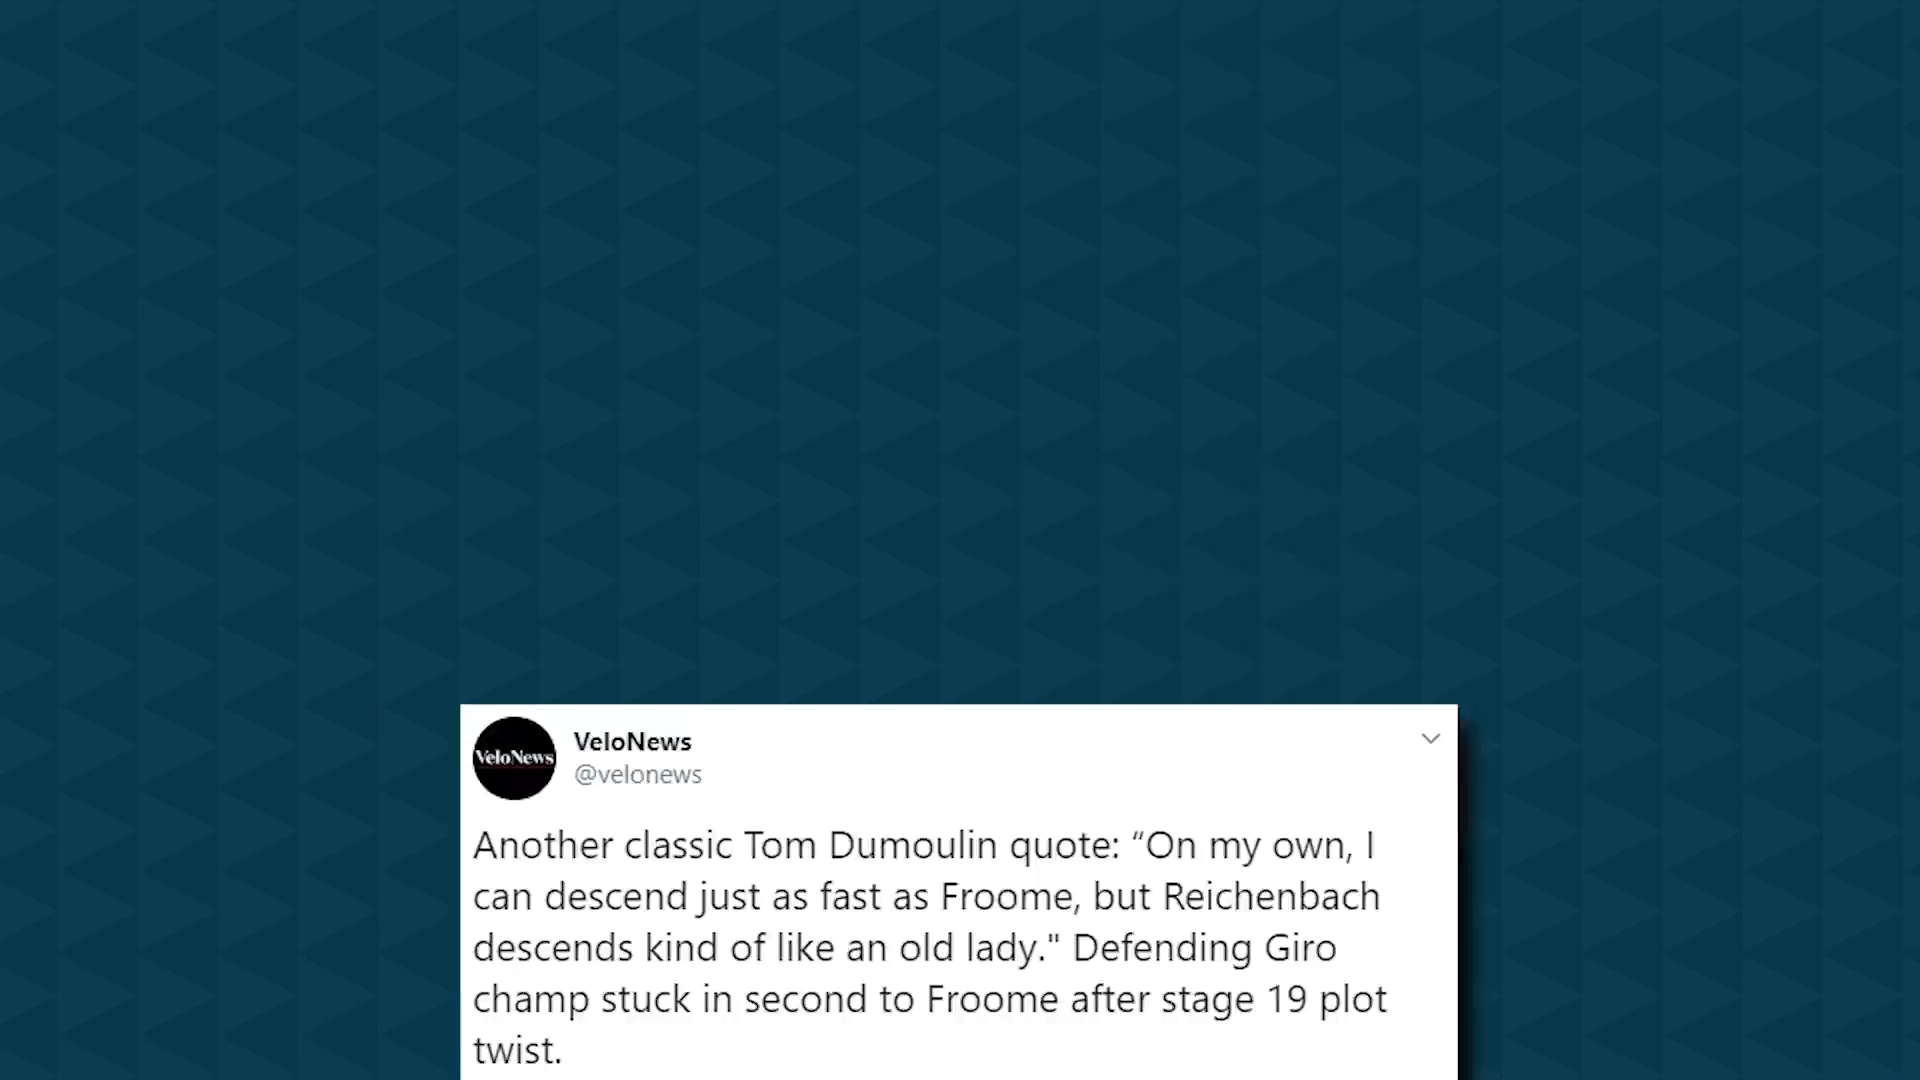 VeloNews
VeloNews
@velonews
Another classic Tom Dumoulin quote: “On my own, I
can descend just as fast as Froome, but Reichenbach
descends kind of like an old lady." Defending Giro
champ stuck in second to Froome after stage 19 plot
twist.